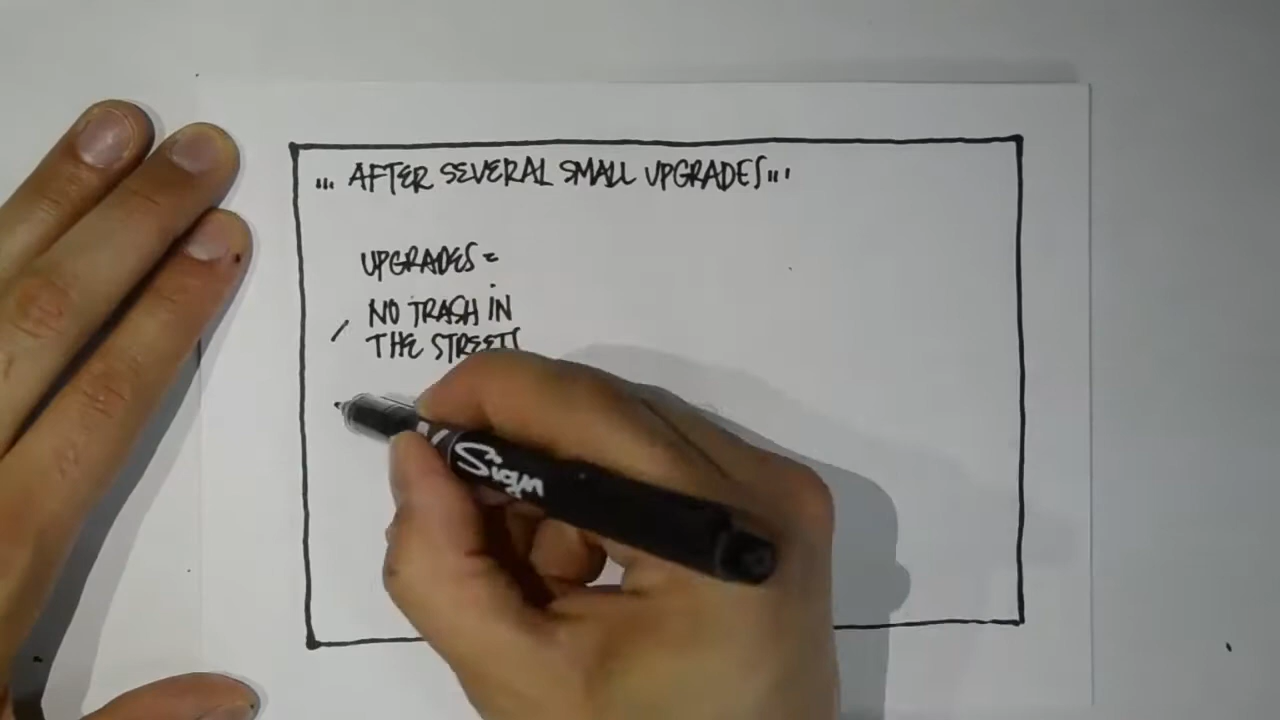 ... AFTER SEVERAL SMALL UPGRADES...
UPGRADES =
NO TRASH IN
THE STREETS
Sign